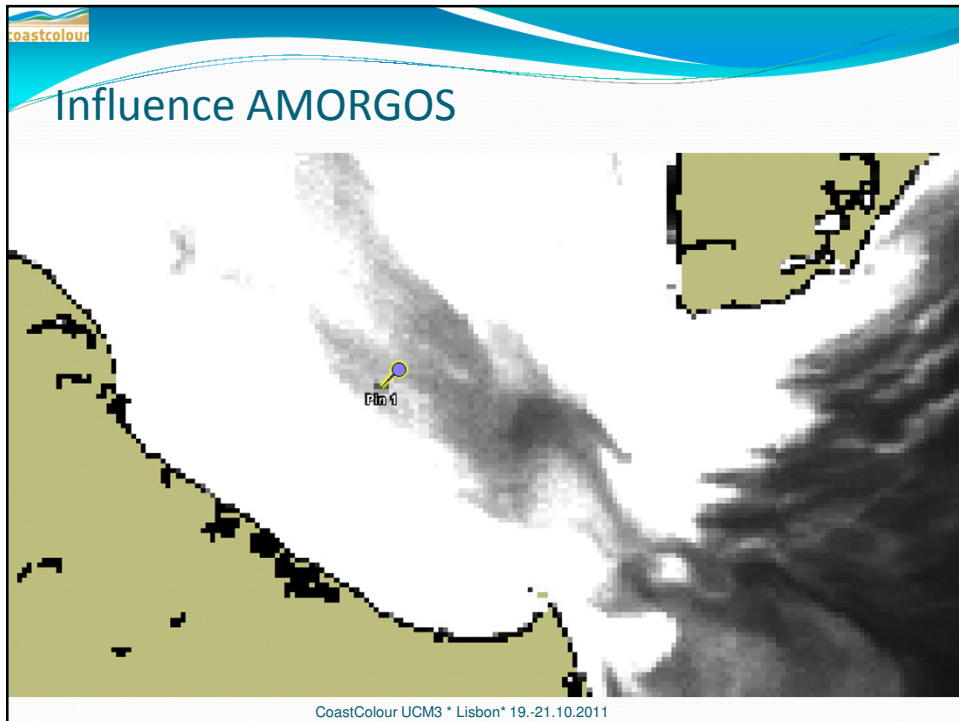 coastcolour
Influence AMORGOS
Pin 1
CoastColour UCM3 * Lisbon* 19.-21.10.2011